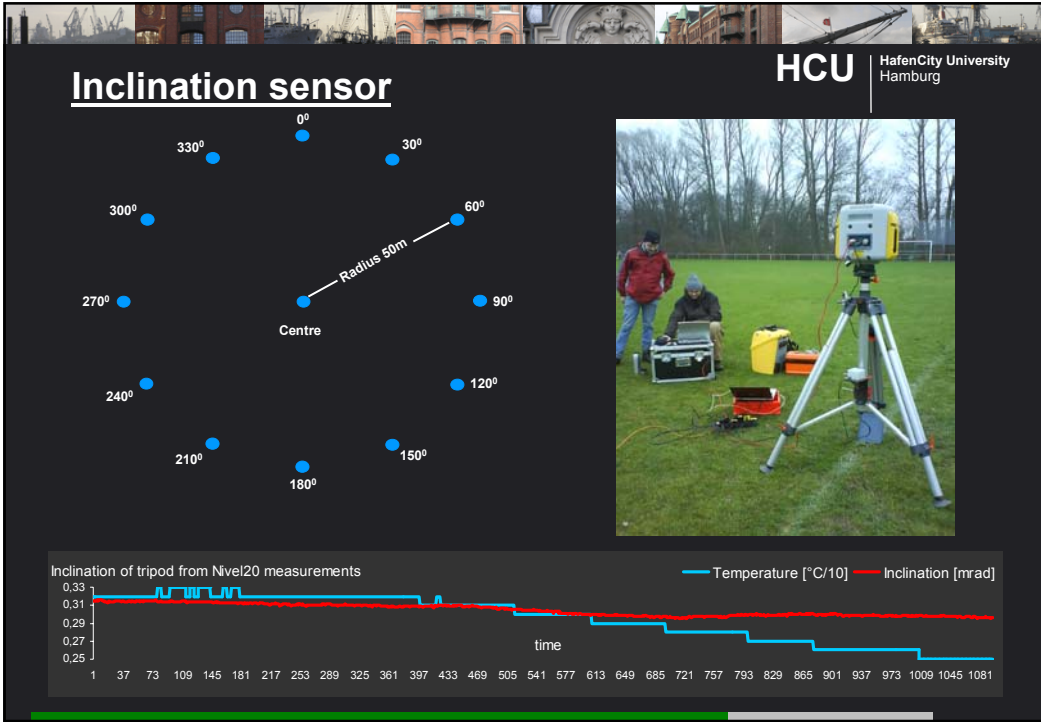 HCU
HafenCity University
Hamburg
Inclination sensor
0⁰
330⁰
30⁰
300⁰
60⁰
Radius 50m
270⁰
90⁰
Centre
240⁰
120⁰
210⁰
150⁰
180⁰
Inclination of tripod from Nivel20 measurements
Temperature [°C/10]
Inclination [mrad]
0,33
0,31
0,29
0,27
0,25
time
1 37 73 109 145 181 217 253 289 325 361 397 433 469 505 541 577 613 649 685 721 757 793 829 865 901 937 973 1009 1045 1081